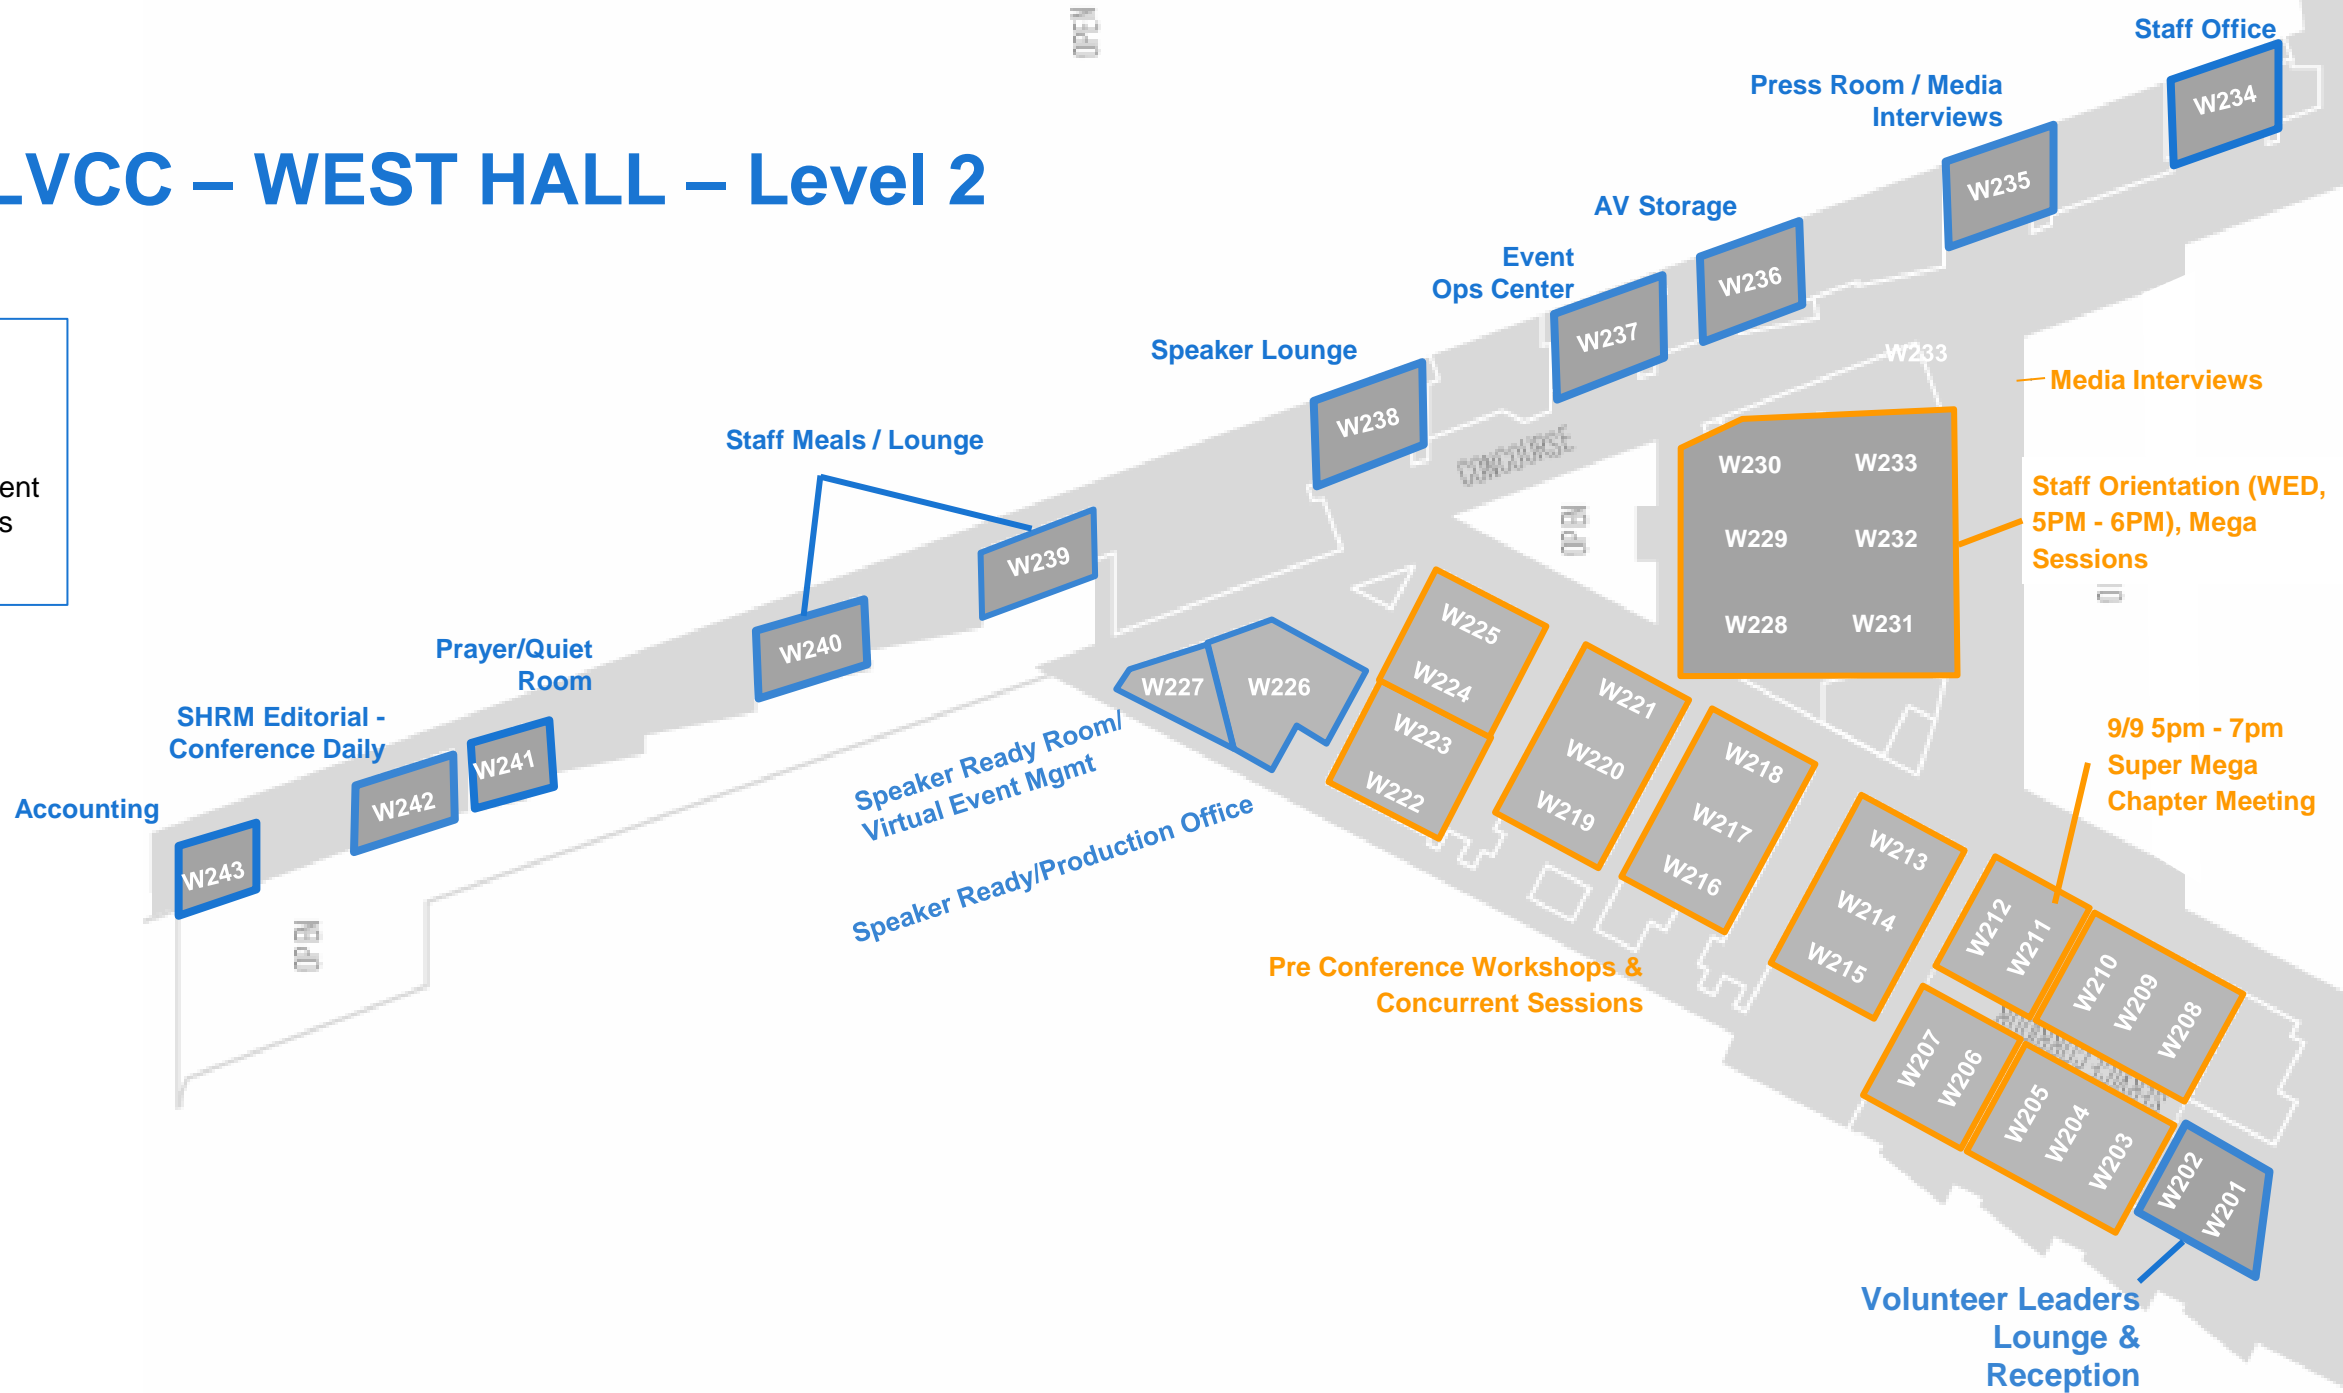 OPEN
Staff Office
Press Room / Media
Interviews
W234
LVCC – WEST HALL – Level 2
W235
AV Storage
Event
Ops Center
W236
W237
Speaker Lounge
W233
Media Interviews
W238
Staff Meals / Lounge
CONCOURSE
W230 W233
W229 W232
W228 W231
Staff Orientation (WED,
5PM - 6PM), Mega
Sessions
ent
s
OPEN
W239
W240
Prayer/Quiet
Room
W225
W224
W223
W222
W227
W226
W221
W220
W219
SHRM Editorial -
Conference Daily
W241
W242
Accounting
W243
Speaker Ready Room/
Virtual Event Mgmt
Speaker Ready/Production Office
W218
W217
W216
9/9 5pm - 7pm
Super Mega
Chapter Meeting
W213
W214
W215
OPEN
W212
W211
W210
W209
W208
Pre Conference Workshops &
Concurrent Sessions
W207
W206
W205
W204
W203
W202
W201
Volunteer Leaders
Lounge &
Reception